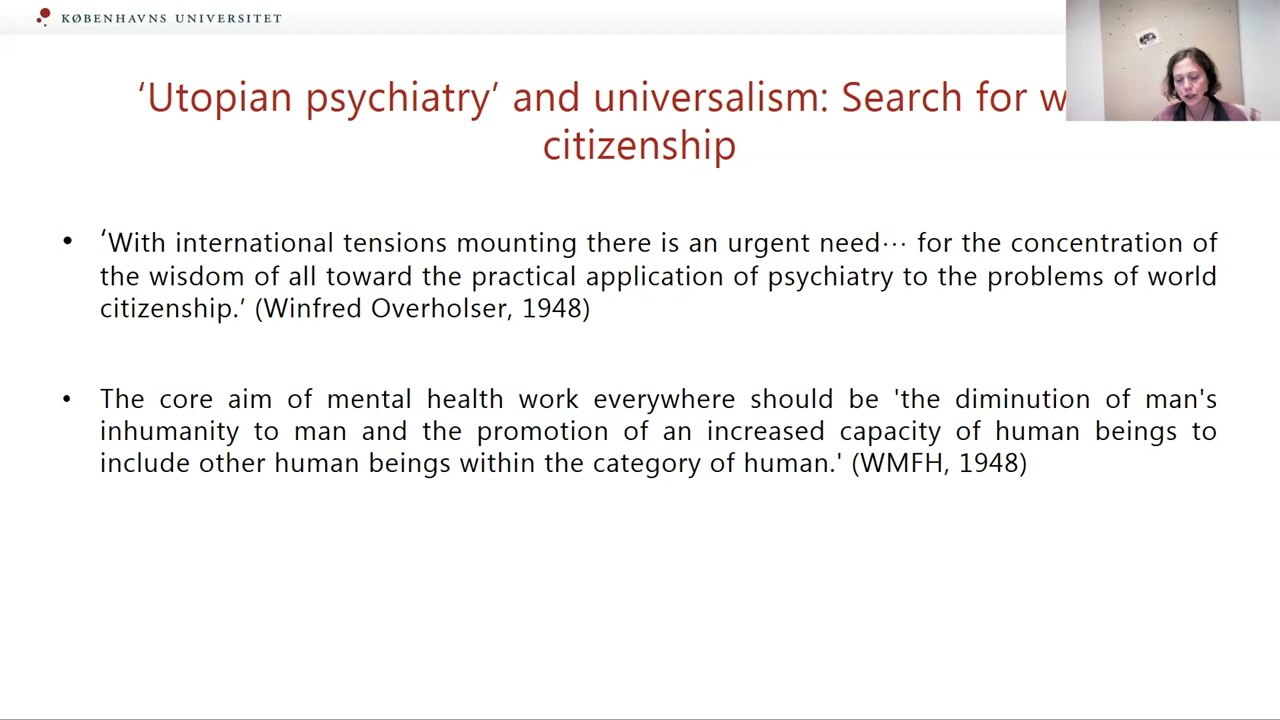 KØBENHAVNS UNIVERSITET
‘Utopian psychiatry’ and universalism: Search for w
citizenship
• ‘With international tensions mounting there is an urgent need… for the concentration of
the wisdom of all toward the practical application of psychiatry to the problems of world
citizenship.’ (Winfred Overholser, 1948)
• The core aim of mental health work everywhere should be 'the diminution of man's
inhumanity to man and the promotion of an increased capacity of human beings to
include other human beings within the category of human.' (WMFH, 1948)